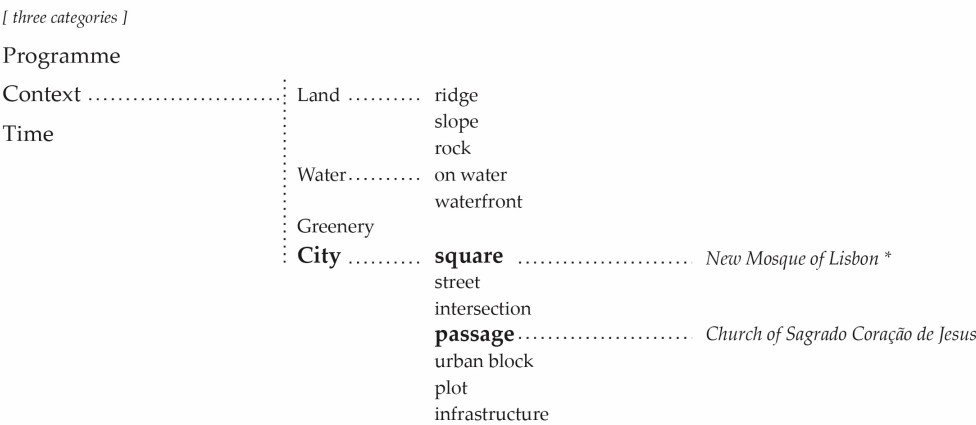 [ three categories ]
Programme
Context .......................... Land .......... ridge
slope
rock
Time
Water .......... on water
waterfront
Greenery
City .......... square ........................ New Mosque of Lisbon *
street
intersection
passage ........................ Church of Sagrado Coração de Jesus
urban block
plot
infrastructure